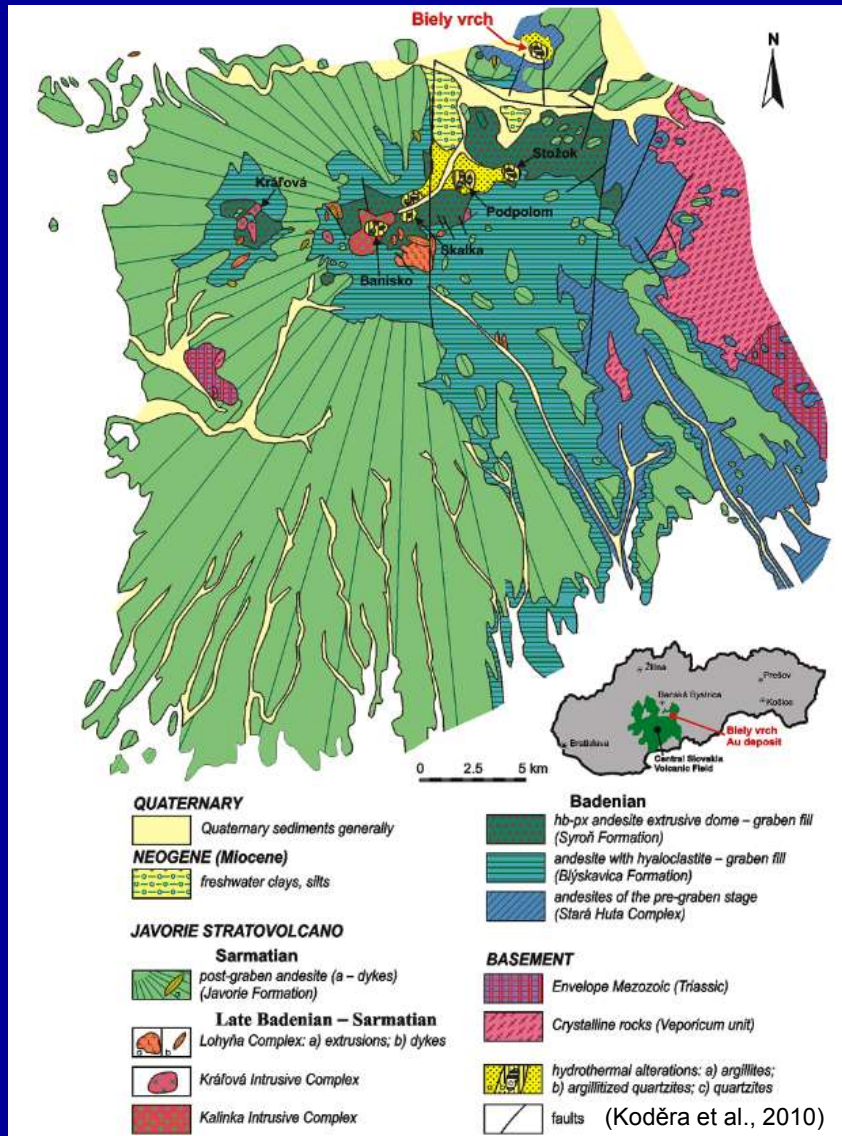 Biely vrch
N
Stožok
Kráľová
Podpolom
Skalka
Banisko
Žilina
Prešov
Banská Bystrica
Košice
Bratislava
Biely vrch
Au deposit
Central Slovakia
Volcanic Field
0 2.5 5 km
QUATERNARY
Quaternary sediments generally
NEOGENE (Miocene)
freshwater clays, silts
JAVORIE STRATOVOLCANO
Sarmatian
post-graben andesite (a – dykes)
(Javorie Formation)
Late Badenian – Sarmatian
Lohyňa Complex: a) extrusions; b) dykes
Kráľová Intrusive Complex
Kalinka Intrusive Complex
Badenian
hb-px andesite extrusive dome – graben fill
(Syroň Formation)
andesite with hyaloclastite – graben fill
(Blýskavica Formation)
andesites of the pre-graben stage
(Stará Huta Complex)
BASEMENT
Envelope Mezozoic (Triassic)
Crystalline rocks (Veporicum unit)
hydrothermal alterations: a) argillites;
b) argillitized quartzites; c) quartzites
faults
(Koděra et al., 2010)